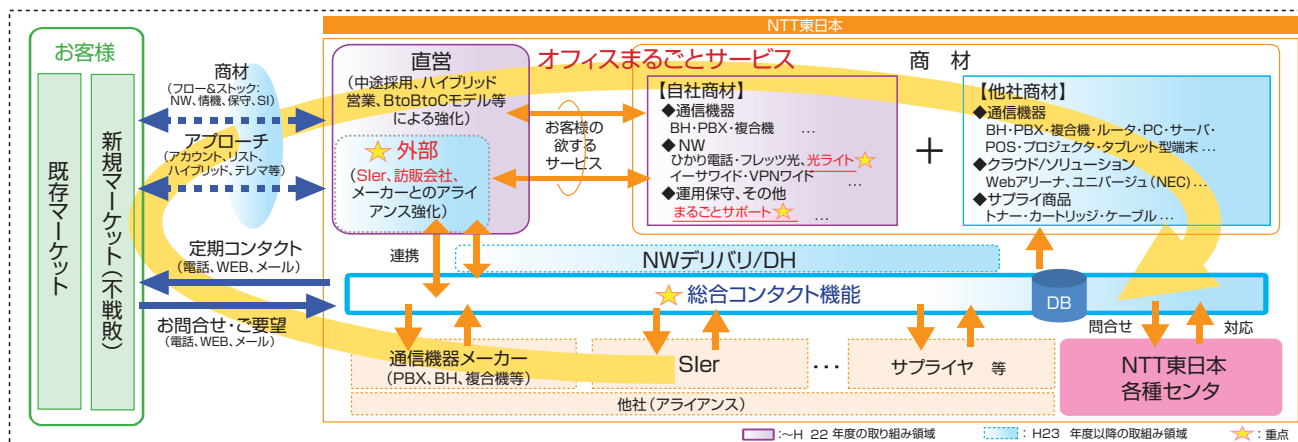 NTT東日本
お客様
既存マーケット
新規マーケット(不戦敗)
商材
(フロー&ストック:
NW、情機、保守、SI)
アプローチ
(アカウント、リスト、
ハイブリッド、テレマ等)
定期コンタクト
(電話、WEB、メール)
お問合せ・ご要望
(電話、WEB、メール)
直営
(中途採用、ハイブリッド
営業、BtoBtoCモデル等
による強化)
外部
(SIer、訪販会社、
メーカーとのアライ
アンス強化)
オフィスまるごとサービス
お客様の
欲する
サービス
商 材
【自社商材】
◆通信機器
BH・PBX・複合機 …
◆NW
ひかり電話・フレッツ光、光ライト
イーサワイド・VPNワイド
…
◆運用保守、その他
まるごとサポート …
+
【他社商材】
◆通信機器
BH・PBX・複合機・ルータ・PC・サーバ・
POS・プロジェクタ・タブレット型端末…
◆クラウド/ソリューション
Webアリーナ、ユニバージュ(NEC)…
◆サプライ商品
トナー・カートリッジ・ケーブル…
連携
NWデリバリ/DH
総合コンタクト機能
DB
問合せ
対応
通信機器メーカー
(PBX、BH、複合機等)
SIer
…
サプライヤ 等
他社(アライアンス)
NTT東日本
各種センタ
:~H 22 年度の取り組み領域
:H23 年度以降の取組み領域
:重点